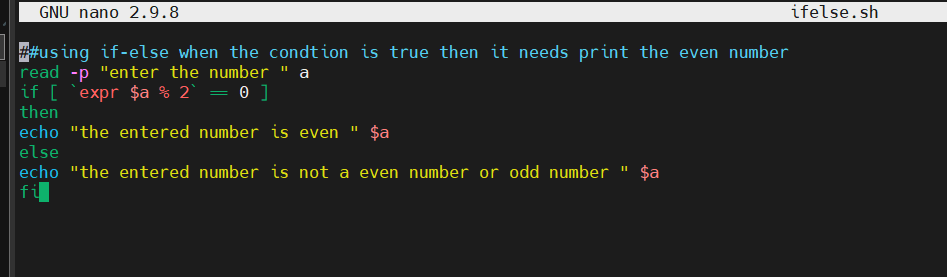 GNU nano 2.9.8 ifelse.sh
##using if-else when the condtion is true then it needs print the even number
read -p "enter the number " a
if [ `expr $a % 2` == 0 ]
then
echo "the entered number is even " $a
else
echo "the entered number is not a even number or odd number " $a
fi